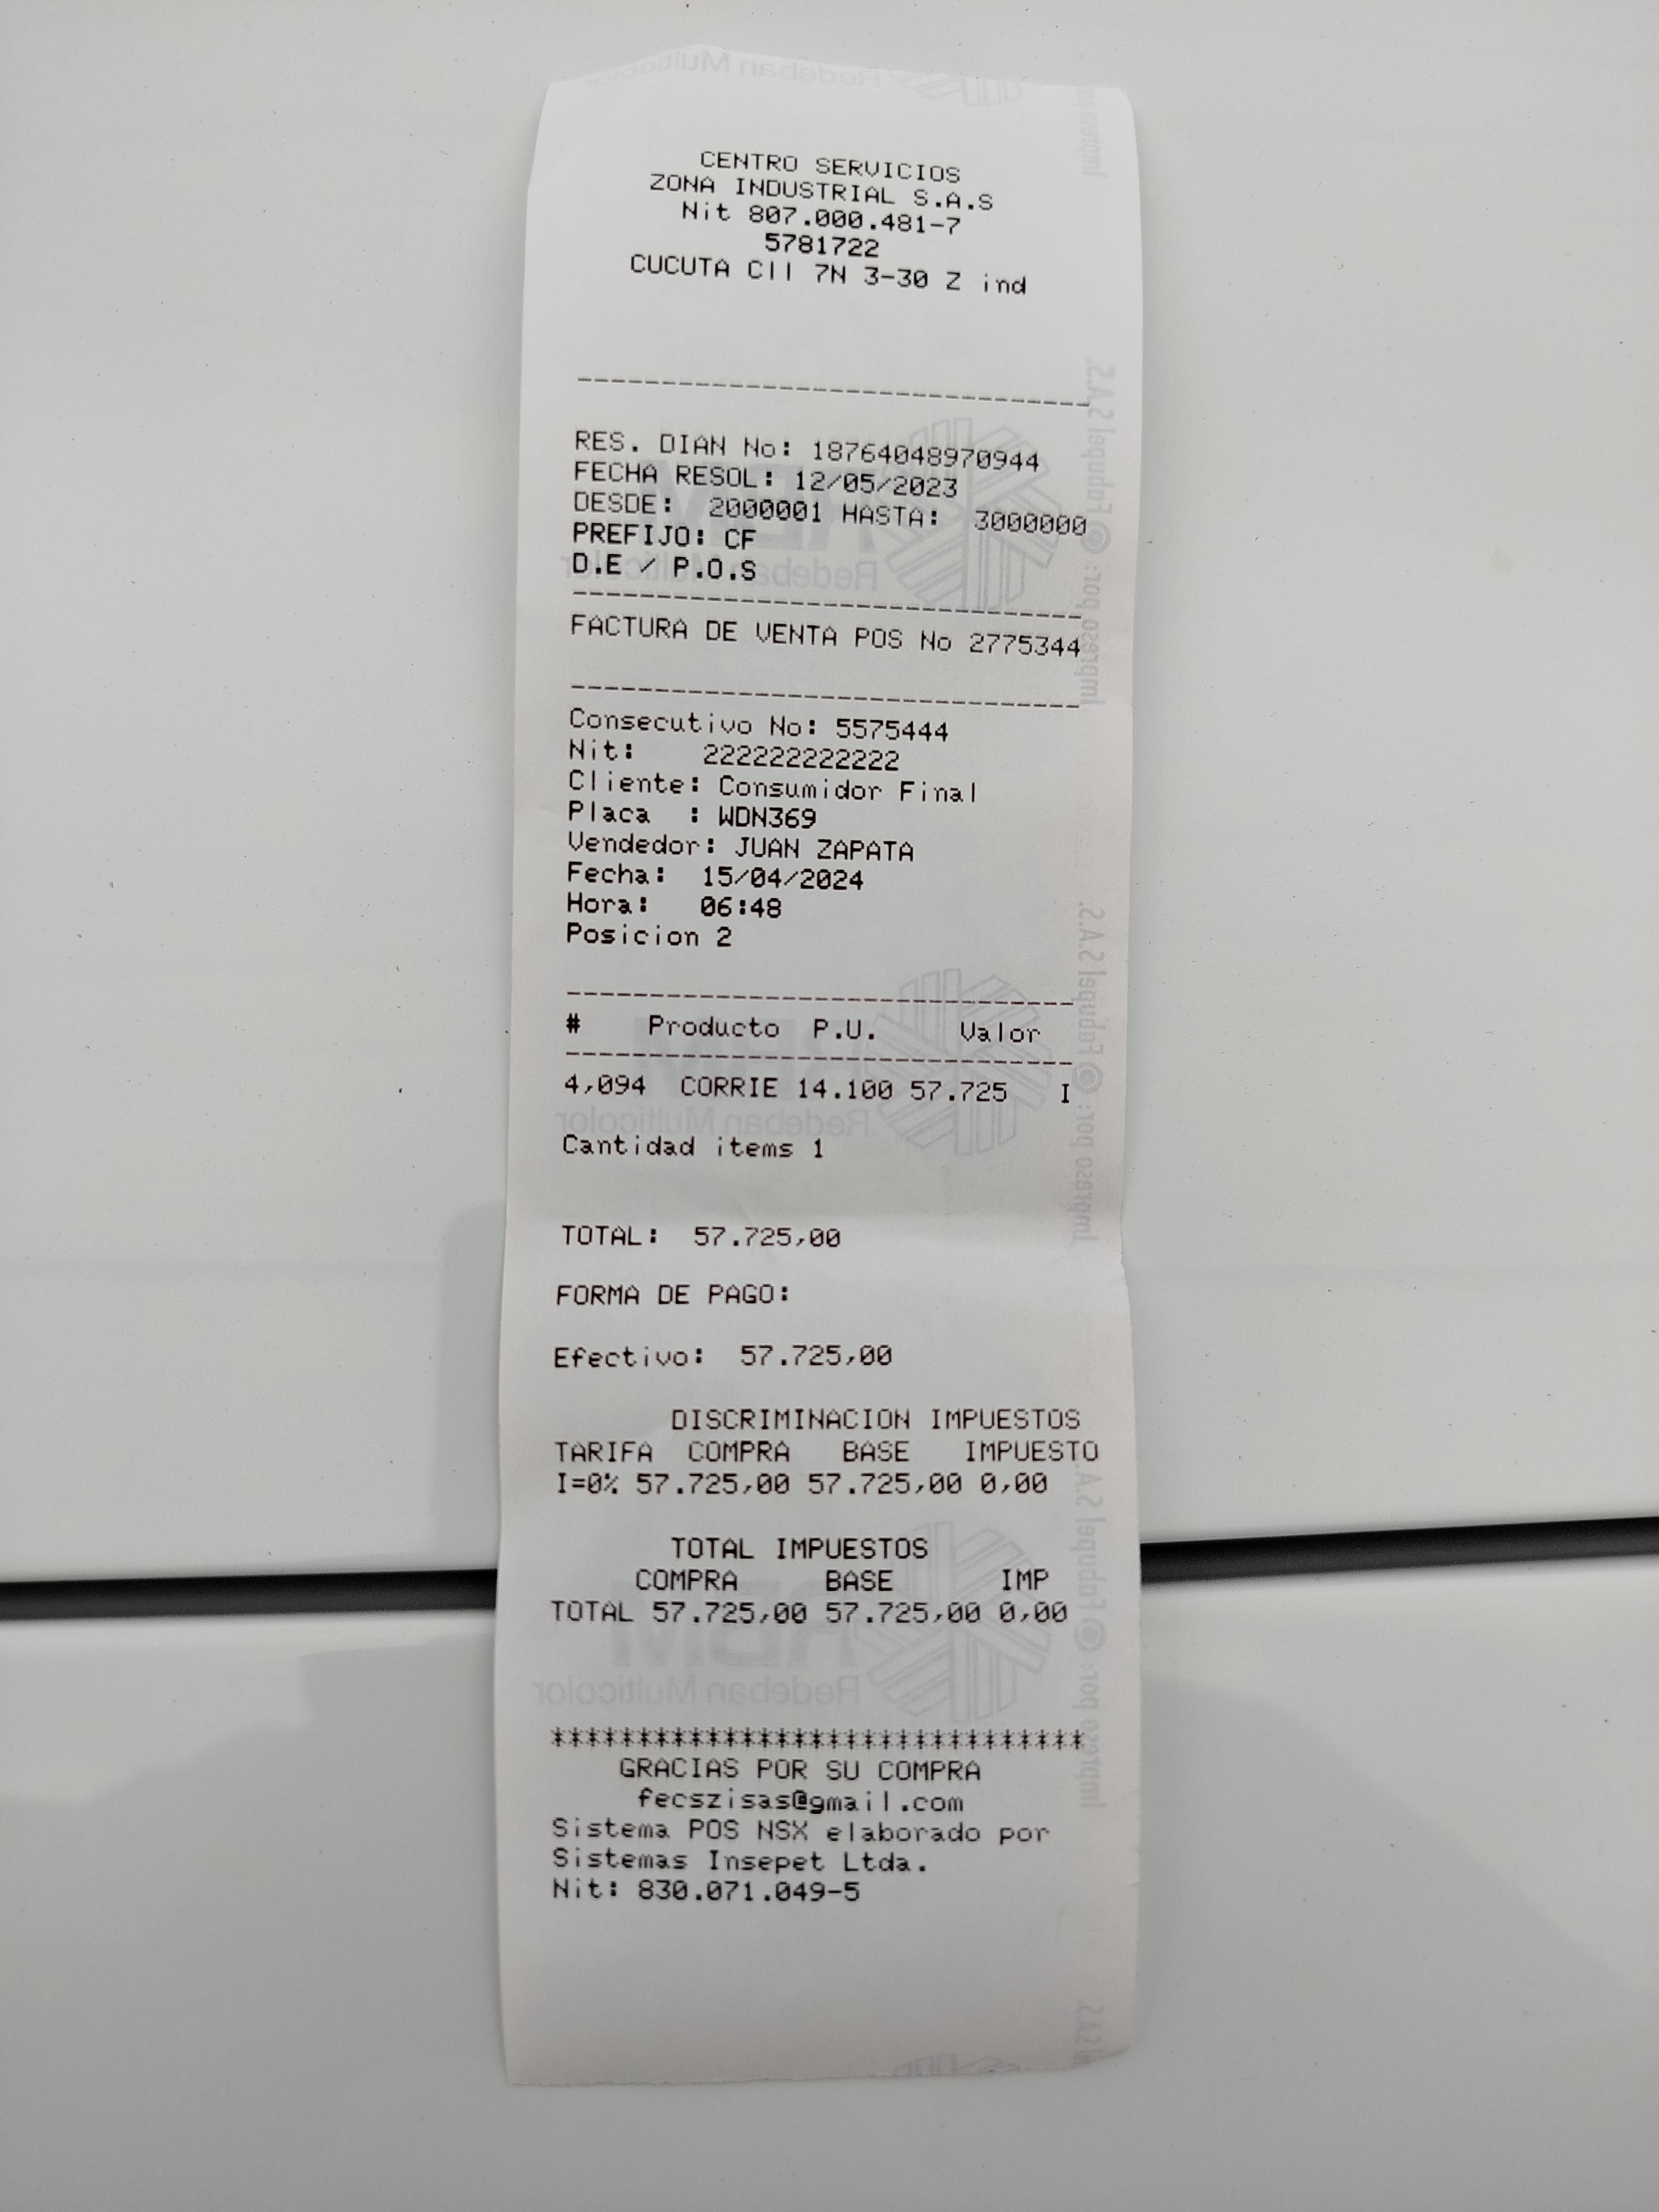 CENTRO SERVICIOS
ZONA INDUSTRIAL S.A.S
Nit 807.000.481-7
5781722
CUCUTA Cll 7N 3-30 Z ind
--------------------------------
RES. DIAN No: 18764048970944
FECHA RESOL: 12/05/2023
DESDE: 2000001 HASTA: 3000000
PREFIJO: CF
D.E / P.O.S
--------------------------------
FACTURA DE VENTA POS No 2775344
--------------------------------
Consecutivo No: 5575444
Nit: 222222222222
Cliente: Consumidor Final
Placa : WDN369
Vendedor: JUAN ZAPATA
Fecha: 15/04/2024
Hora: 06:48
Posicion 2
--------------------------------
# Producto P.U. Valor
--------------------------------
4,094 CORRIE 14.100 57.725 I
Cantidad items 1
TOTAL: 57.725,00
FORMA DE PAGO:
Efectivo: 57.725,00
DISCRIMINACION IMPUESTOS
TARIFA COMPRA BASE IMPUESTO
I=0% 57.725,00 57.725,00 0,00
TOTAL IMPUESTOS
COMPRA BASE IMP
TOTAL 57.725,00 57.725,00 0,00
********************************
GRACIAS POR SU COMPRA
fecszisas@gmail.com
Sistema POS NSX elaborado por
Sistemas Insepet Ltda.
Nit: 830.071.049-5
RBM
Redeban Multicolor
Impreso por: Fabupel S.A.S.